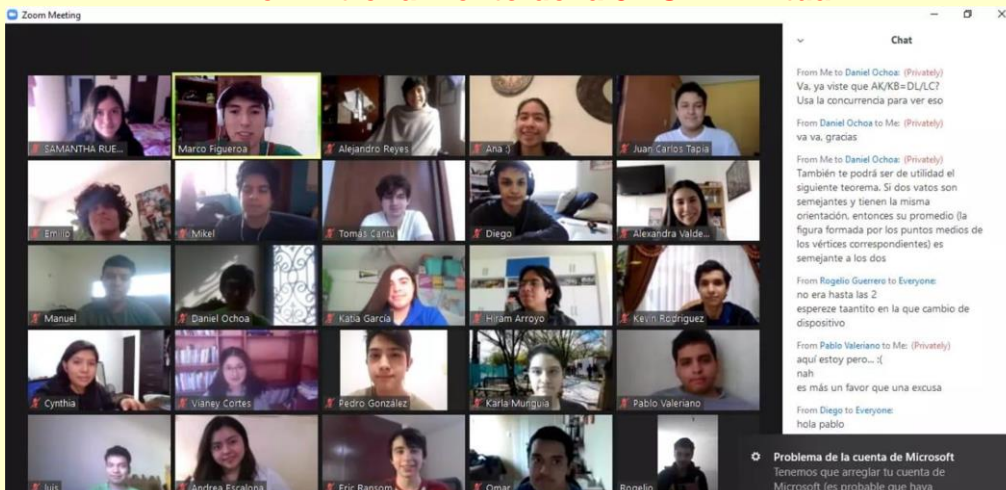 Zoom Meeting
SAMANTHA RUE...
Marco Figueroa
Alejandro Reyes
Ana :)
Juan Carlos Tapia
Emilio
Mikel
Tomás Cantú
Diego
Alexandra Valde...
Manuel
Daniel Ochoa
Katia García
Hiram Arroyo
Kevin Rodríguez
Cynthia
Vianey Cortes
Pedro González
Karla Munguia
Pablo Valeriano
luis
Andrea Escalona
Eric Ransom
Omar
Rogelio
Chat
From Me to Daniel Ochoa: (Privately)
Va, ya viste que AK/KB=DL/LC?
Usa la concurrencia para ver eso
From Daniel Ochoa to Me: (Privately)
va va, gracias
From Me to Daniel Ochoa: (Privately)
También te podrá ser de utilidad el
siguiente teorema. Si dos vatos son
semejantes y tienen la misma
orientación, entonces su promedio (la
figura formada por los puntos medios de
los vértices correspondientes) es
semejante a los dos
From Rogelio Guerrero to Everyone:
no era hasta las 2
espereze taantito en la que cambio de
dispositivo
From Pablo Valeriano to Me: (Privately)
aquí estoy pero... :(
nah
es más un favor que una excusa
From Diego to Everyone:
hola pablo
Problema de la cuenta de Microsoft
Tenemos que arreglar tu cuenta de
Microsoft (es probable que haya